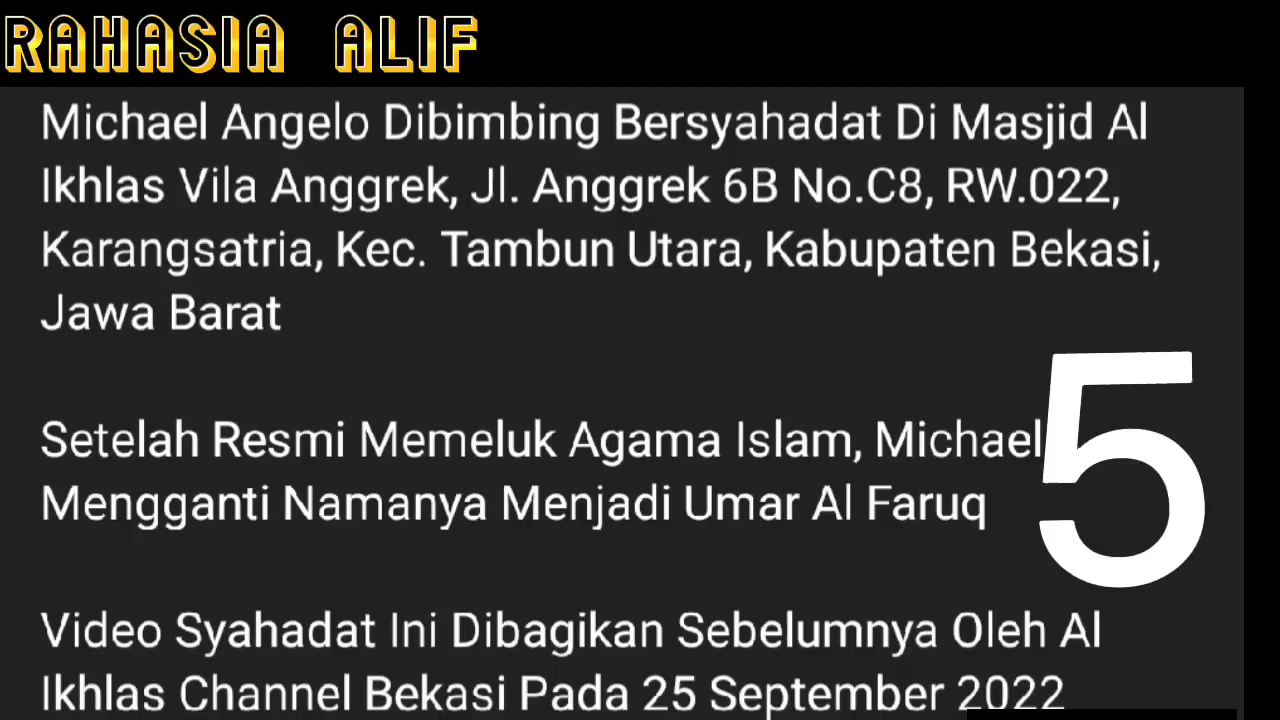 RAHASIA ALIF
Michael Angelo Dibimbing Bersyahadat Di Masjid Al
Ikhlas Vila Anggrek, Jl. Anggrek 6B No.C8, RW.022,
Karangsatria, Kec. Tambun Utara, Kabupaten Bekasi,
Jawa Barat
Setelah Resmi Memeluk Agama Islam, Michael
Mengganti Namanya Menjadi Umar Al Faruq
5
Video Syahadat Ini Dibagikan Sebelumnya Oleh Al
Ikhlas Channel Bekasi Pada 25 September 2022